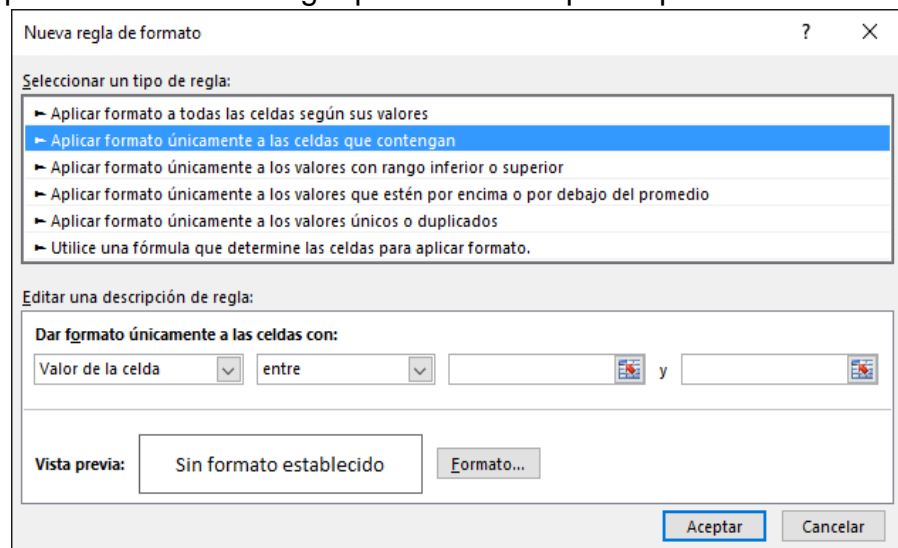 Nueva regla de formato ? ×
Seleccionar un tipo de regla:
► Aplicar formato a todas las celdas según sus valores
► Aplicar formato únicamente a las celdas que contengan
► Aplicar formato únicamente a los valores con rango inferior o superior
► Aplicar formato únicamente a los valores que estén por encima o por debajo del promedio
► Aplicar formato únicamente a los valores únicos o duplicados
► Utilice una fórmula que determine las celdas para aplicar formato.
Editar una descripción de regla:
Dar formato únicamente a las celdas con:
Valor de la celda entre y
Vista previa: Sin formato establecido Formato...
Aceptar Cancelar